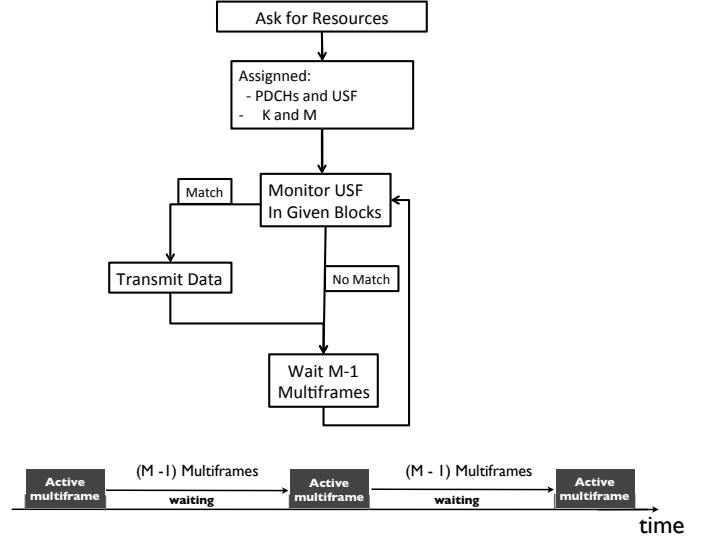 Ask for Resources
Assignned:
- PDCHs and USF
- K and M
Match
Monitor USF
In Given Blocks
Transmit Data
No Match
Wait M-1
Multiframes
(M -1) Multiframes
(M - 1) Multiframes
Active
multiframe
waiting
Active
multiframe
waiting
Active
multiframe
time